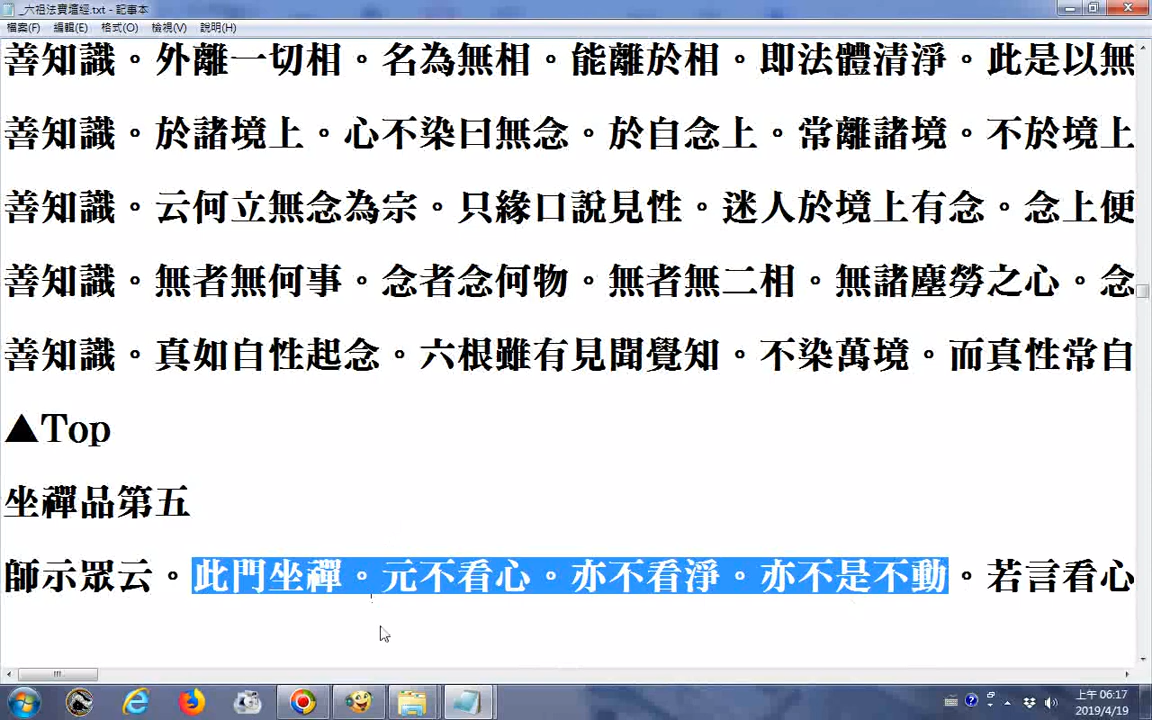 _六祖法寶壇經.txt - 記事本
檔案(F) 編輯(E) 格式(O) 檢視(V) 說明(H)
善知識。外離一切相。名為無相。能離於相。即法體清淨。此是以無
善知識。於諸境上。心不染曰無念。於自念上。常離諸境。不於境上
善知識。云何立無念為宗。只緣口說見性。迷人於境上有念。念上便
善知識。無者無何事。念者念何物。無者無二相。無諸塵勞之心。念
善知識。真如自性起念。六根雖有見聞覺知。不染萬境。而真性常自
▲Top
坐禪品第五
師示眾云。此門坐禪。元不看心。亦不看淨。亦不是不動。若言看心
上午 06:17
2019/4/19